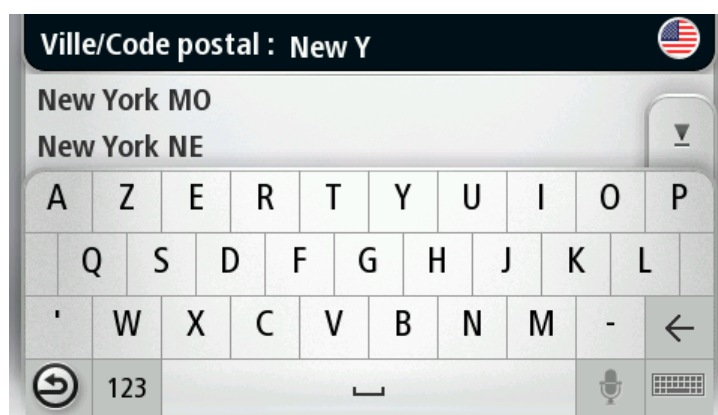 Ville/Code postal : New Y
New York MO
New York NE
A Z E R T Y U I O P
Q S D F G H J K L
' W X C V B N M -
123